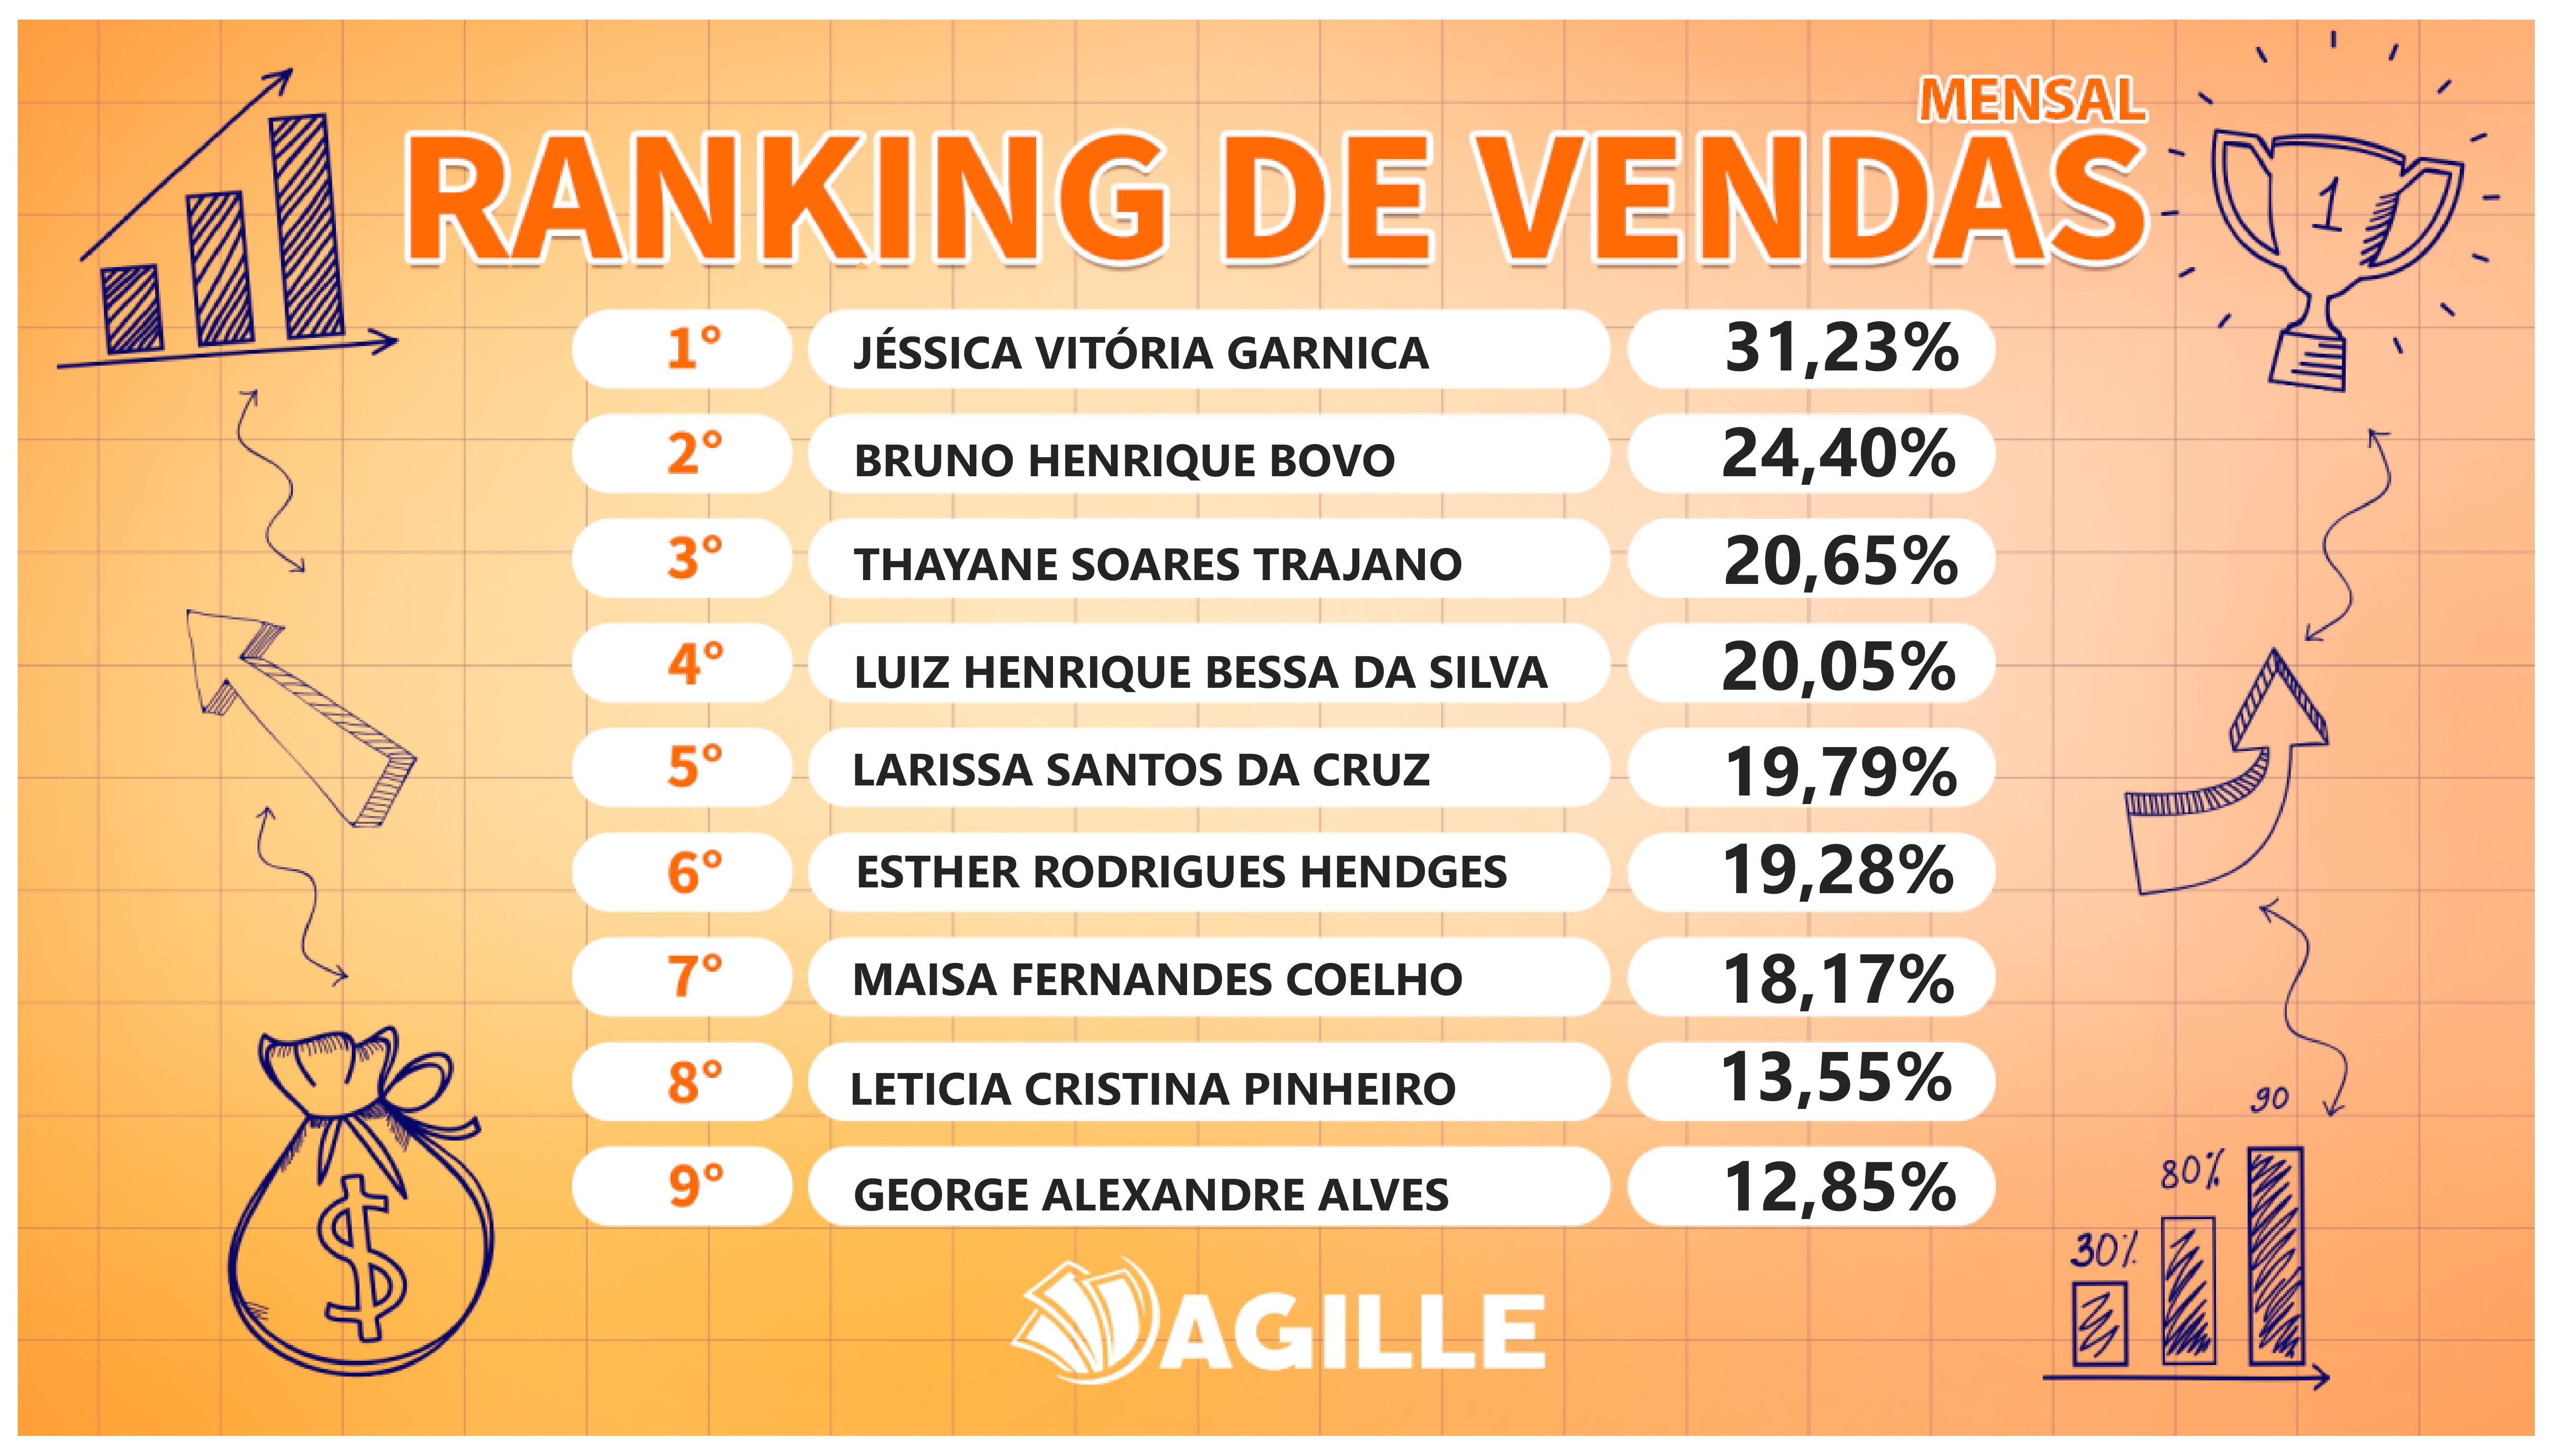 MENSAL
RANKING DE VENDAS
1
1° JÉSSICA VITÓRIA GARNICA 31,23%
2° BRUNO HENRIQUE BOVO 24,40%
3° THAYANE SOARES TRAJANO 20,65%
4° LUIZ HENRIQUE BESSA DA SILVA 20,05%
5° LARISSA SANTOS DA CRUZ 19,79%
6° ESTHER RODRIGUES HENDGES 19,28%
7° MAISA FERNANDES COELHO 18,17%
8° LETICIA CRISTINA PINHEIRO 13,55%
9° GEORGE ALEXANDRE ALVES 12,85%
$
90
80%
30%
AGILLE